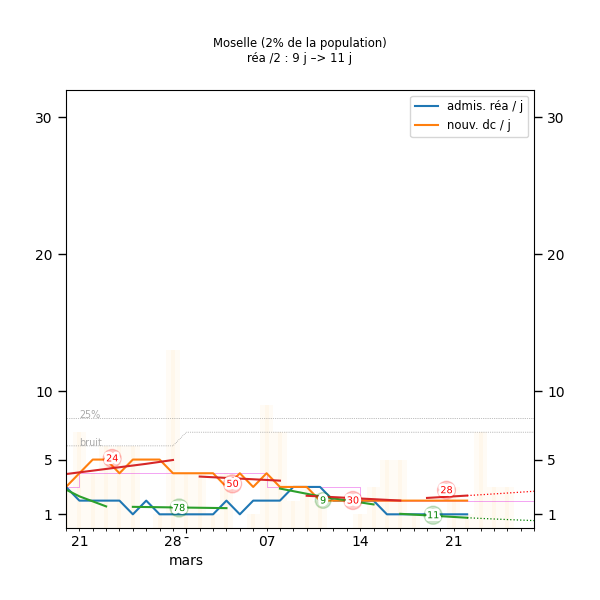 Moselle (2% de la population)
réa /2 : 9 j –> 11 j
admis. réa / j
nouv. dc / j
30 30
20 20
10 10
25%
bruit
5 5
24
50
28
9
30
78
11
1 1
21 28 07 14 21
mars